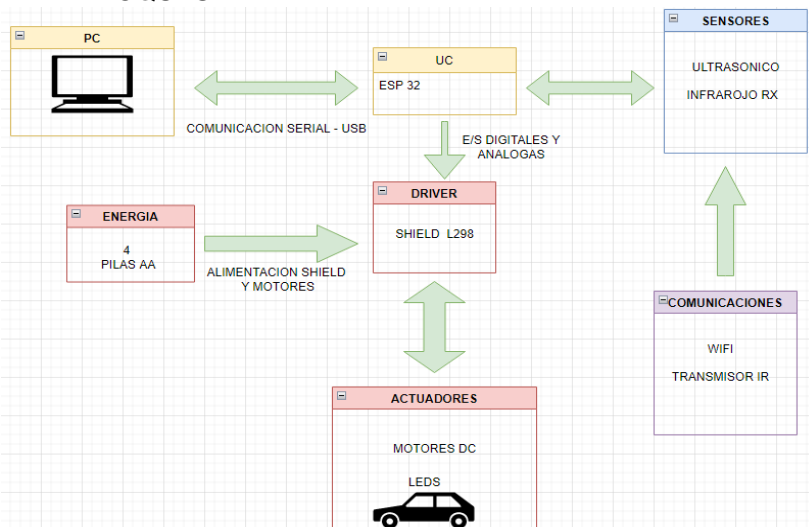 PC
UC
ESP 32
SENSORES
ULTRASONICO
INFRAROJO RX
COMUNICACION SERIAL - USB
E/S DIGITALES Y
ANALOGAS
ENERGIA
4
PILAS AA
ALIMENTACION SHIELD
Y MOTORES
DRIVER
SHIELD L298
COMUNICACIONES
WIFI
TRANSMISOR IR
ACTUADORES
MOTORES DC
LEDS